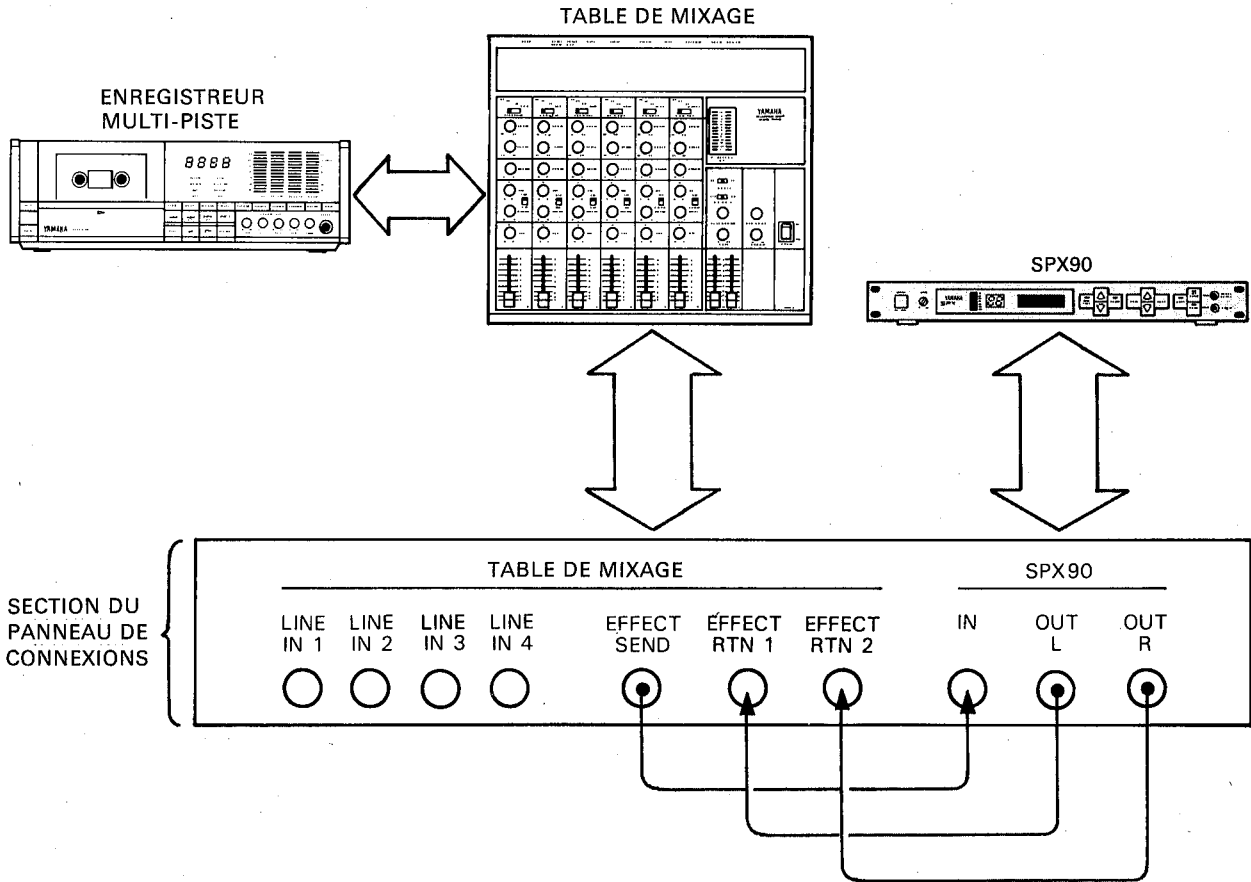 TABLE DE MIXAGE
ENREGISTREUR
MULTI-PISTE
8888
YAMAHA
YAMAHA
SPX90
YAMAHA
SECTION DU
PANNEAU DE
CONNEXIONS
TABLE DE MIXAGE
SPX90
LINE
IN 1
LINE
IN 2
LINE
IN 3
LINE
IN 4
EFFECT
SEND
EFFECT
RTN 1
EFFECT
RTN 2
IN
OUT
L
OUT
R